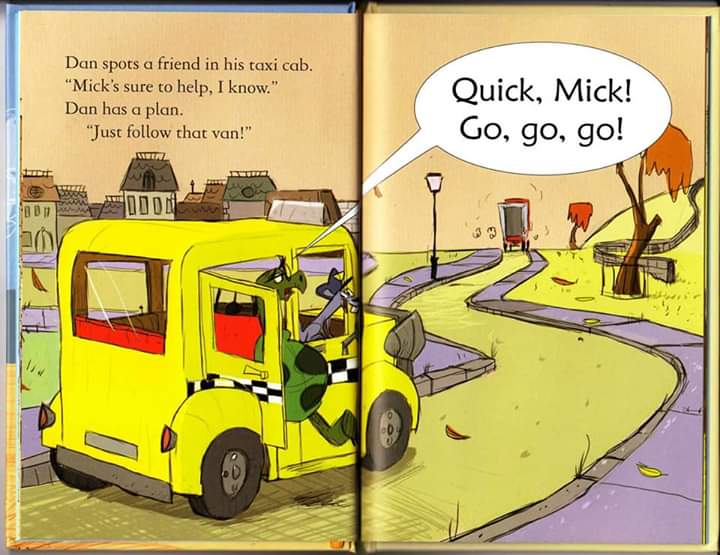 Dan spots a friend in his taxi cab.
“Mick’s sure to help, I know.”
Dan has a plan.
“Just follow that van!”
Quick, Mick!
Go, go, go!